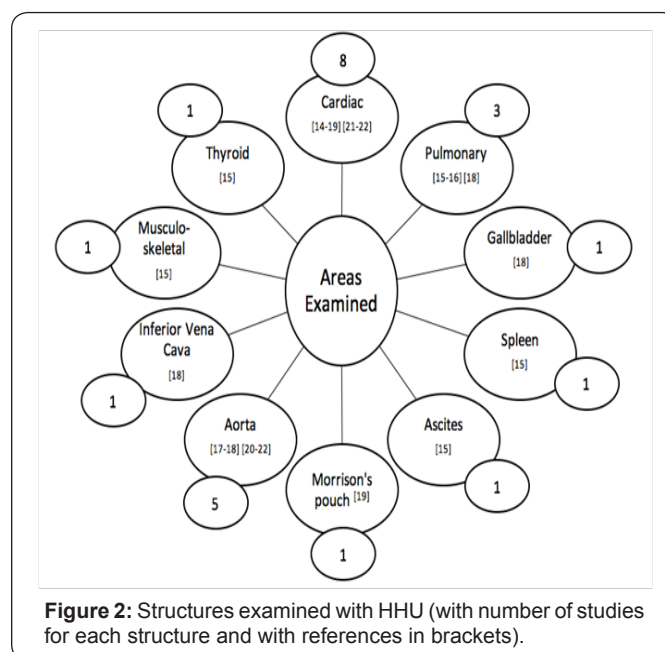 8
Cardiac
[14-19] [21-22]
3
Pulmonary
[15-16] [18]
1
Gallbladder
[18]
Spleen
[15]
1
Ascites
[15]
1
Morrison's
pouch [19]
1
Aorta
[17-18] [20-22]
5
Inferior Vena
Cava
[18]
1
Musculo-
skeletal
[15]
1
1
Thyroid
[15]
Areas
Examined
Figure 2: Structures examined with HHU (with number of studies
for each structure and with references in brackets).